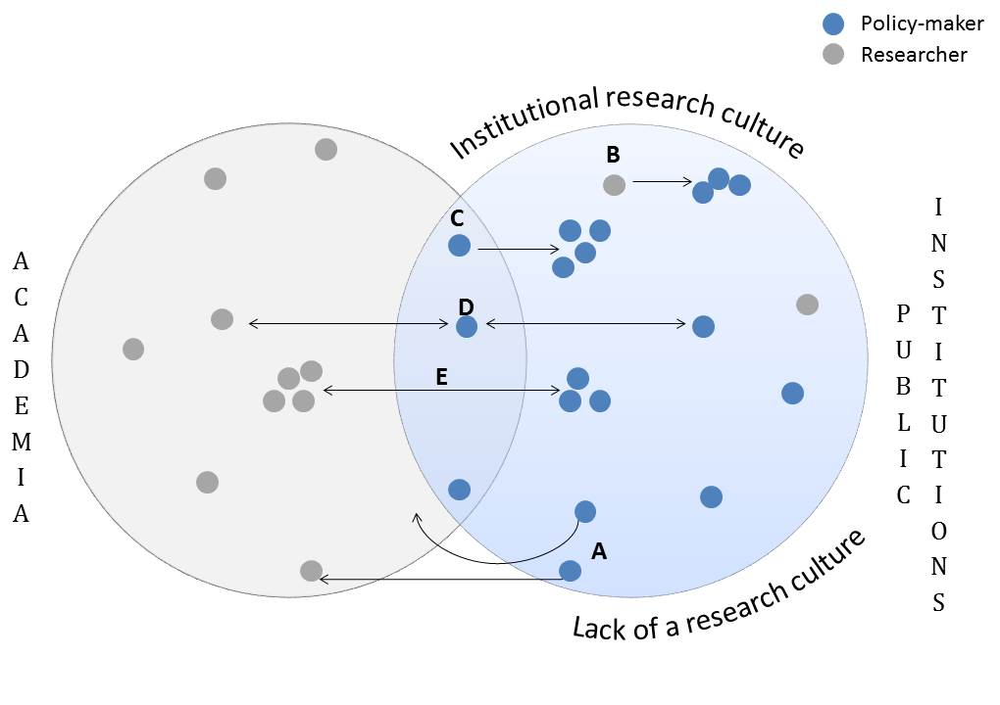 Policy-maker
Researcher
Institutional research culture
B
C
D
E
A
Lack of a research culture
ACADEMIA
PUBLIC
INSTITUTIONS